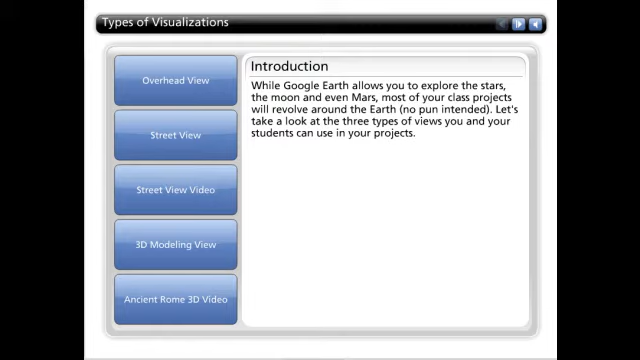 Types of Visualizations
Overhead View
Street View
Street View Video
3D Modeling View
Ancient Rome 3D Video
Introduction
While Google Earth allows you to explore the stars,
the moon and even Mars, most of your class projects
will revolve around the Earth (no pun intended). Let's
take a look at the three types of views you and your
students can use in your projects.